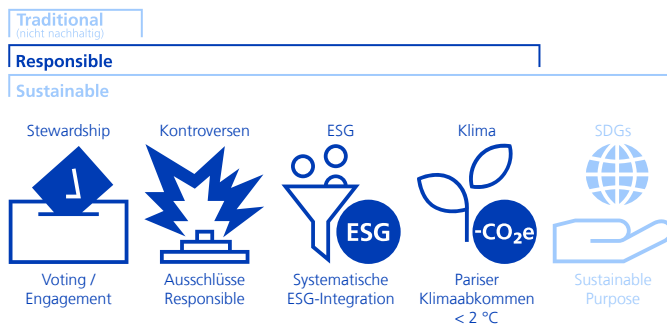 Traditional
(nicht nachhaltig)
Responsible
Sustainable
Stewardship
Kontroversen
ESG
Klima
SDGs
ESG
-CO₂e
Voting /
Engagement
Ausschlüsse
Responsible
Systematische
ESG-Integration
Pariser
Klimaabkommen
< 2 °C
Sustainable
Purpose